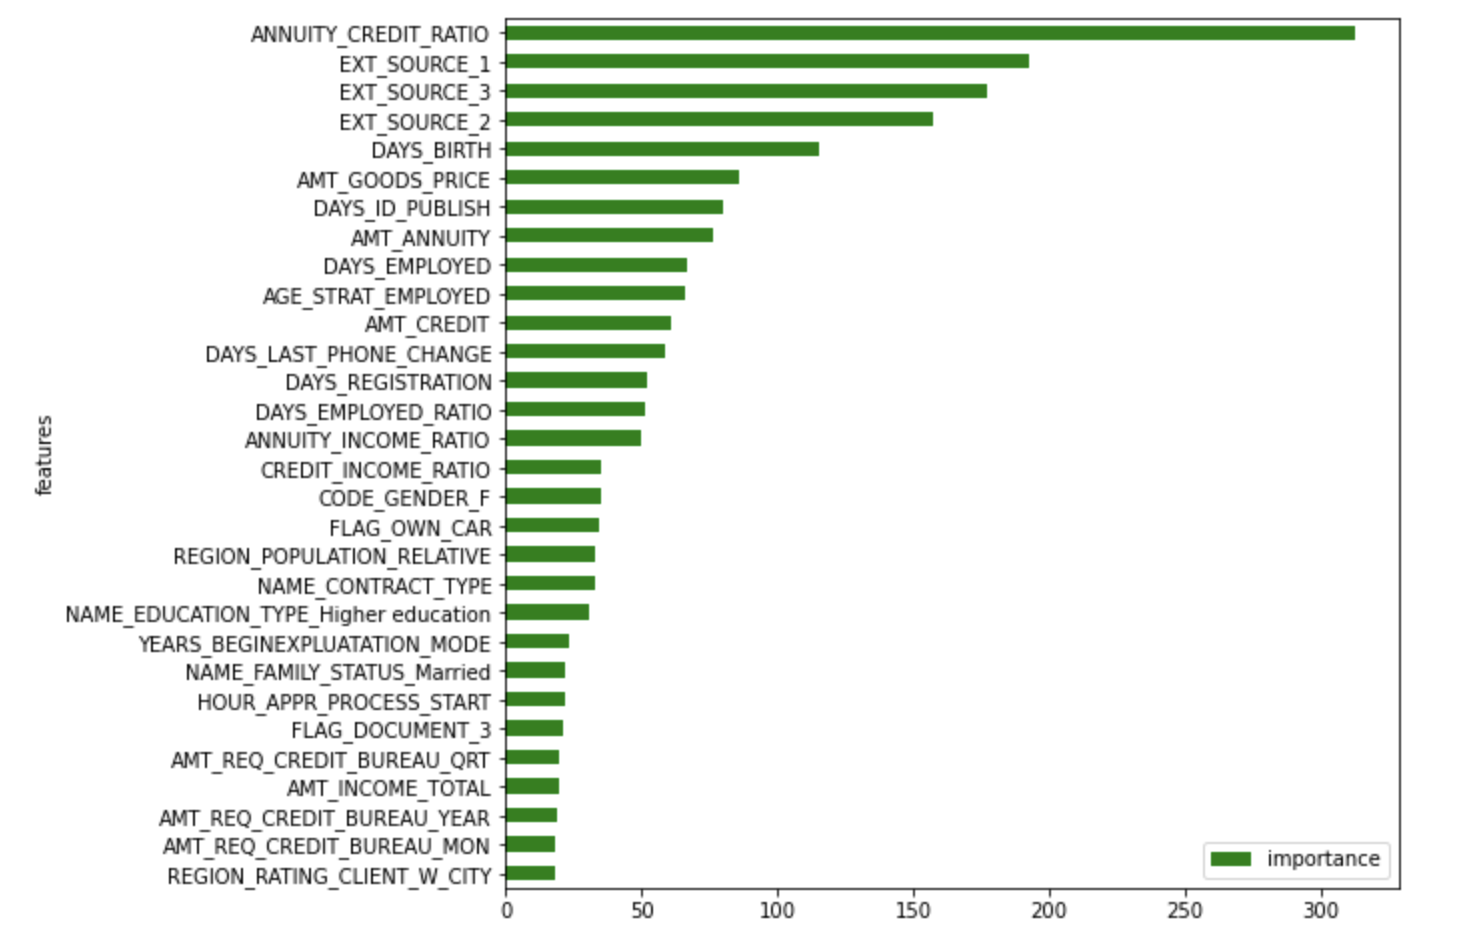 ANNUITY_CREDIT_RATIO
EXT_SOURCE_1
EXT_SOURCE_3
EXT_SOURCE_2
DAYS_BIRTH
AMT_GOODS_PRICE
DAYS_ID_PUBLISH
AMT_ANNUITY
DAYS_EMPLOYED
AGE_STRAT_EMPLOYED
AMT_CREDIT
DAYS_LAST_PHONE_CHANGE
DAYS_REGISTRATION
DAYS_EMPLOYED_RATIO
ANNUITY_INCOME_RATIO
CREDIT_INCOME_RATIO
CODE_GENDER_F
FLAG_OWN_CAR
REGION_POPULATION_RELATIVE
NAME_CONTRACT_TYPE
NAME_EDUCATION_TYPE_Higher education
YEARS_BEGINEXPLUATATION_MODE
NAME_FAMILY_STATUS_Married
HOUR_APPR_PROCESS_START
FLAG_DOCUMENT_3
AMT_REQ_CREDIT_BUREAU_QRT
AMT_INCOME_TOTAL
AMT_REQ_CREDIT_BUREAU_YEAR
AMT_REQ_CREDIT_BUREAU_MON
REGION_RATING_CLIENT_W_CITY
features
importance
0 50 100 150 200 250 300